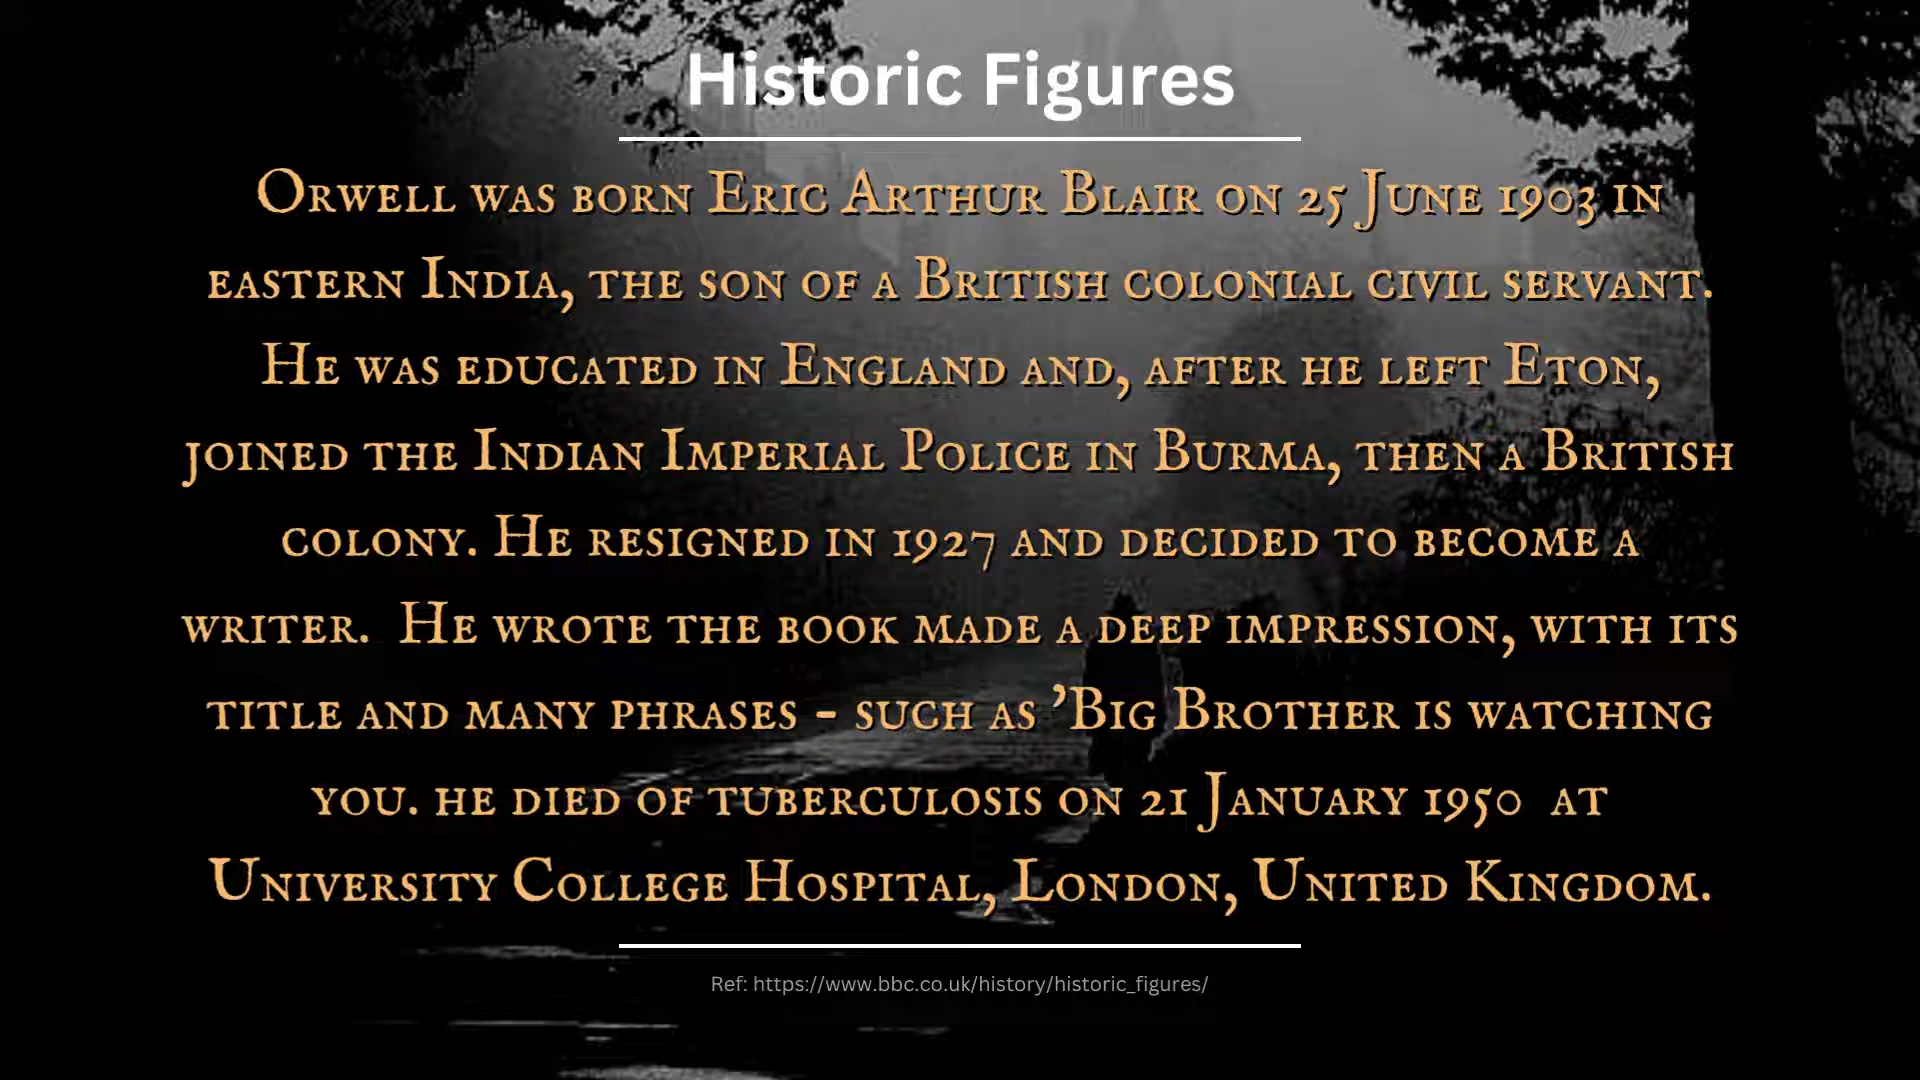 Historic Figures
Orwell was born Eric Arthur Blair on 25 June 1903 in
eastern India, the son of a British colonial civil servant.
He was educated in England and, after he left Eton,
joined the Indian Imperial Police in Burma, then a British
colony. He resigned in 1927 and decided to become a
writer.  He wrote the book made a deep impression, with its
title and many phrases - such as 'Big Brother is watching
you. he died of tuberculosis on 21 January 1950  at
University College Hospital, London, United Kingdom.
Ref: https://www.bbc.co.uk/history/historic_figures/